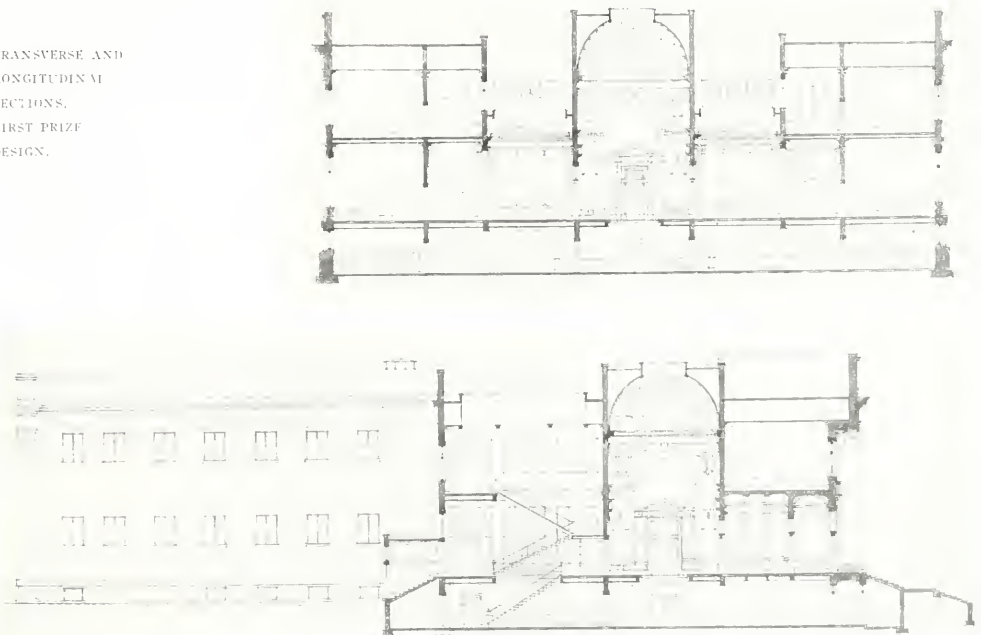 RANSVERSE AND
ONGITUDINAL
ECTIONS,
IRST PRIZE
ESIGN.